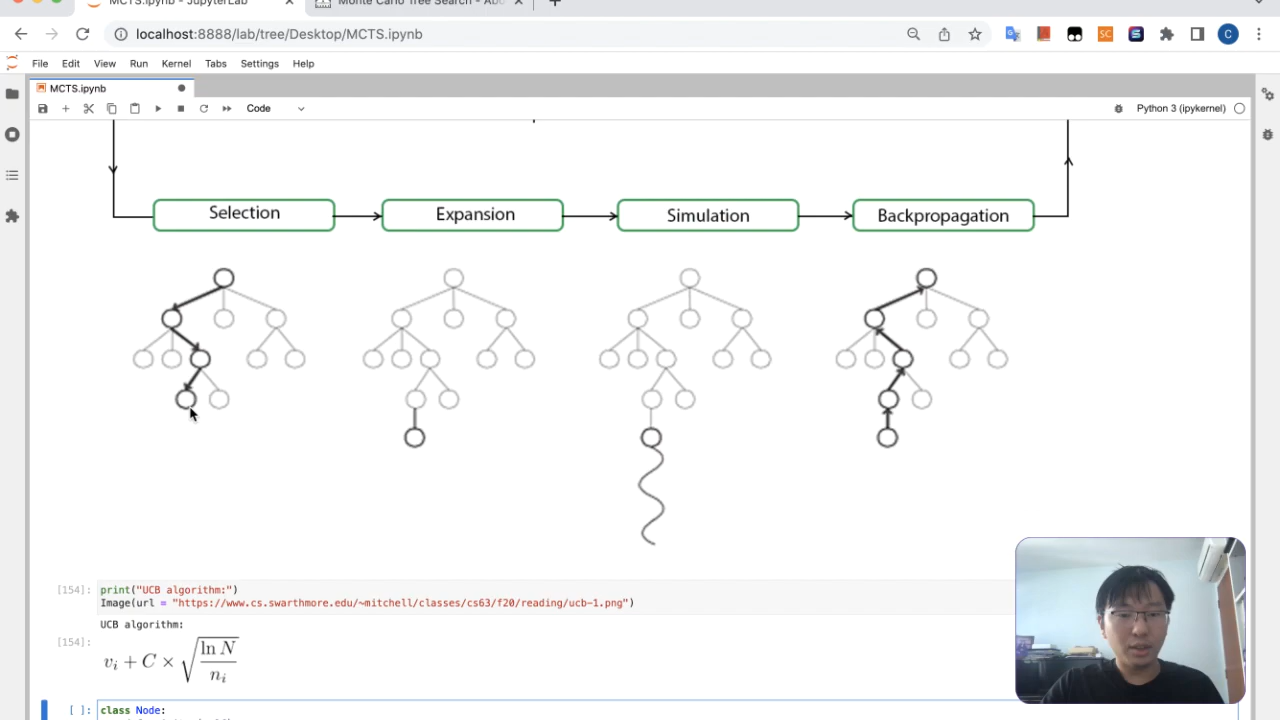 MCTS.ipynb - JupyterLab
Monte Carlo Tree Search - Abo
localhost:8888/lab/tree/Desktop/MCTS.ipynb
SC
C
File Edit View Run Kernel Tabs Settings Help
MCTS.ipynb
Code
Python 3 (ipykernel)
Selection
Expansion
Simulation
Backpropagation
[154]: print("UCB algorithm:")
Image(url = "https://www.cs.swarthmore.edu/~mitchell/classes/cs63/f20/reading/ucb-1.png")
UCB algorithm:
[154]: v_i + C × √(ln N / n_i)
[ ]: class Node: